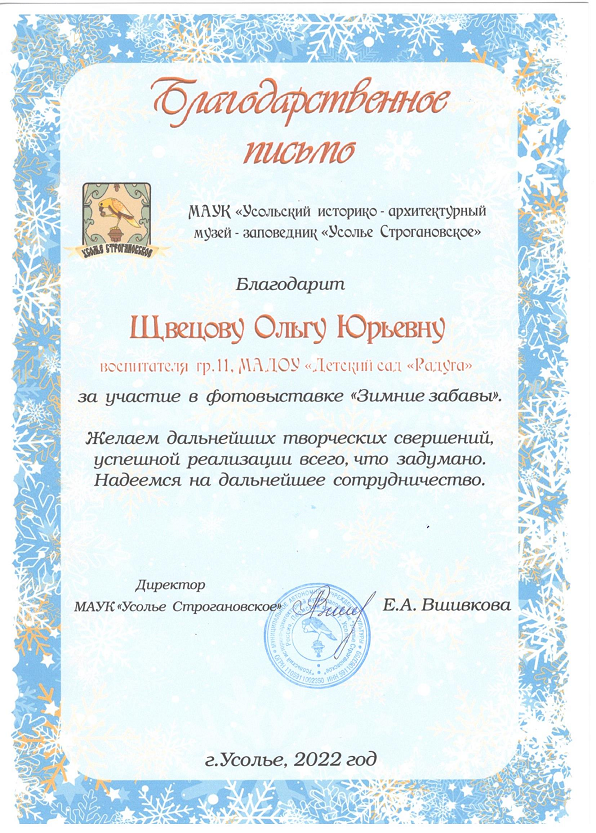 Благодарственное
письмо
МАУК «Усольский историко - архитектурный
музей - заповедник «Усолье Строгановское»
УСОЛЬЕ СТРОГАНОВСКОЕ
Благодарит
Щвецову Ольгу Юрьевну
воспитателя гр.11, МАДОУ «Детский сад «Радуга»
за участие в фотовыставке «Зимние забавы».
Желаем дальнейших творческих свершений,
успешной реализации всего, что задумано.
Надеемся на дальнейшее сотрудничество.
Директор
МАУК «Усолье Строгановское»
Е.А. Вшивкова
г.Усолье, 2022 год